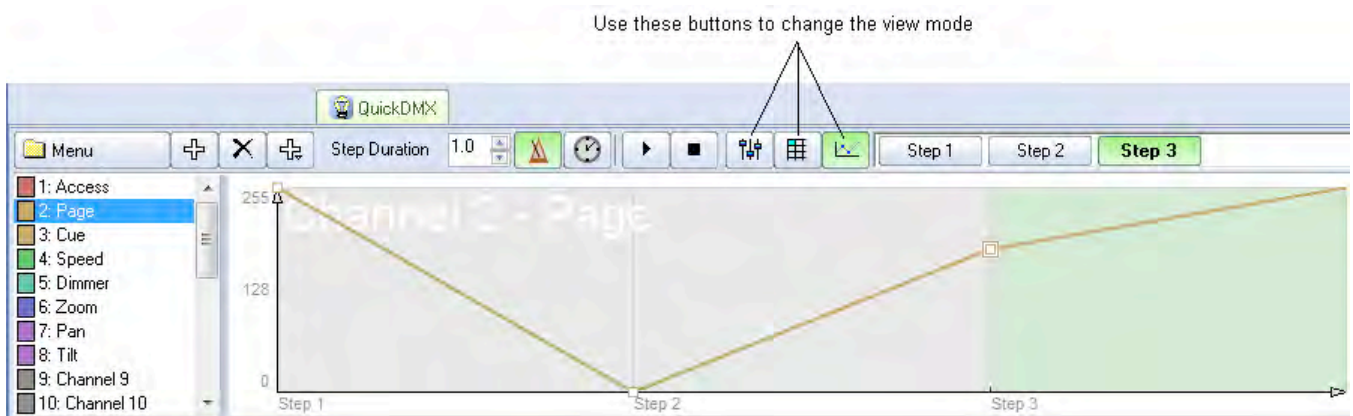 Use these buttons to change the view mode
QuickDMX
Menu
Step Duration
1.0
Step 1
Step 2
Step 3
1: Access
2: Page
3: Cue
4: Speed
5: Dimmer
6: Zoom
7: Pan
8: Tilt
9: Channel 9
10: Channel 10
Channel 2 - Page
255
128
0
Step 1
Step 2
Step 3